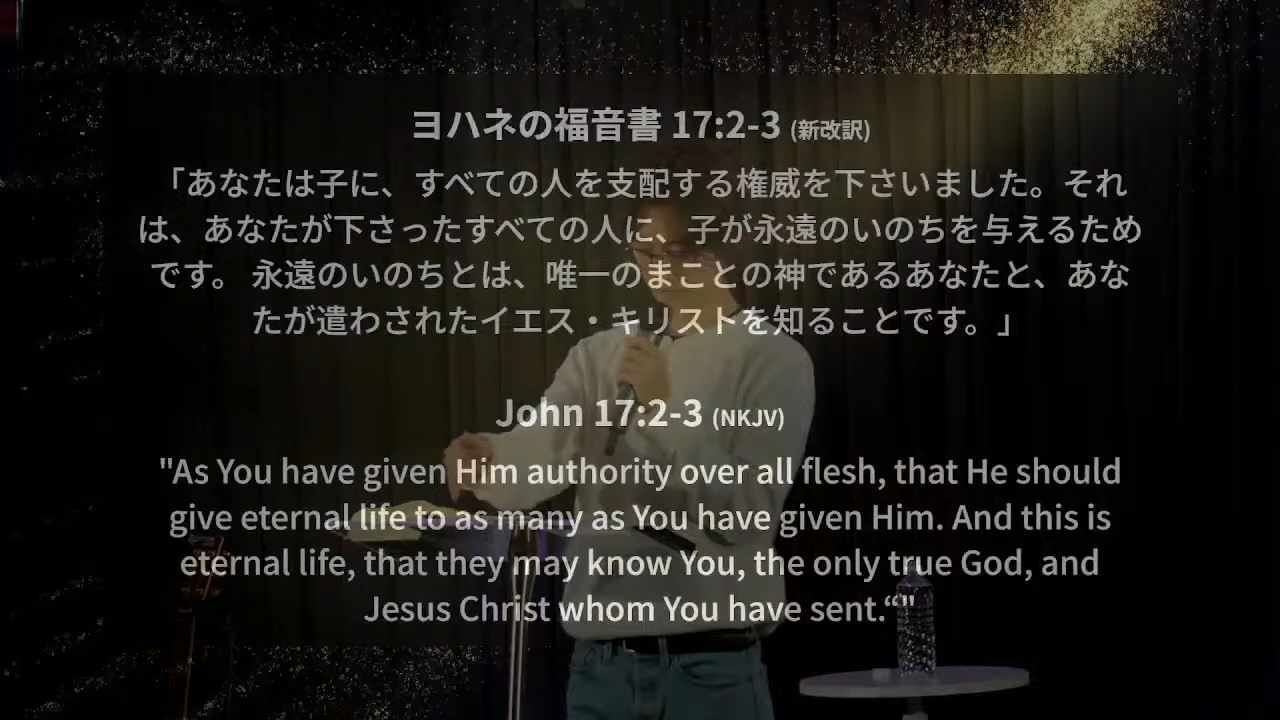 ヨハネの福音書 17:2-3 (新改訳)
「あなたは子に、すべての人を支配する権威を下さいました。それ
は、あなたが下さったすべての人に、子が永遠のいのちを与えるため
です。 永遠のいのちとは、唯一のまことの神であるあなたと、あな
たが遣わされたイエス・キリストを知ることです。」
John 17:2-3 (NKJV)
"As You have given Him authority over all flesh, that He should
give eternal life to as many as You have given Him. And this is
eternal life, that they may know You, the only true God, and
Jesus Christ whom You have sent.“"